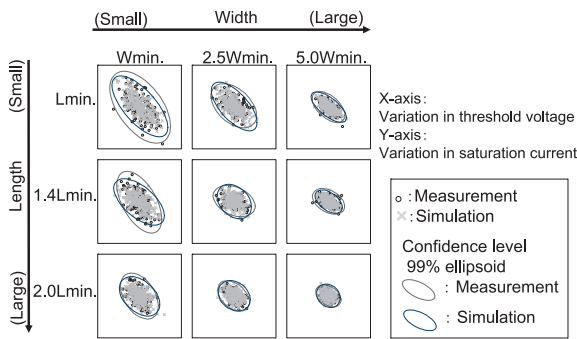 (Small) Width (Large)
Wmin. 2.5Wmin. 5.0Wmin.
(Small)
Length
(Large)
Lmin.
1.4Lmin.
2.0Lmin.
X-axis:
Variation in threshold voltage
Y-axis:
Variation in saturation current
: Measurement
: Simulation
Confidence level
99% ellipsoid
: Measurement
: Simulation